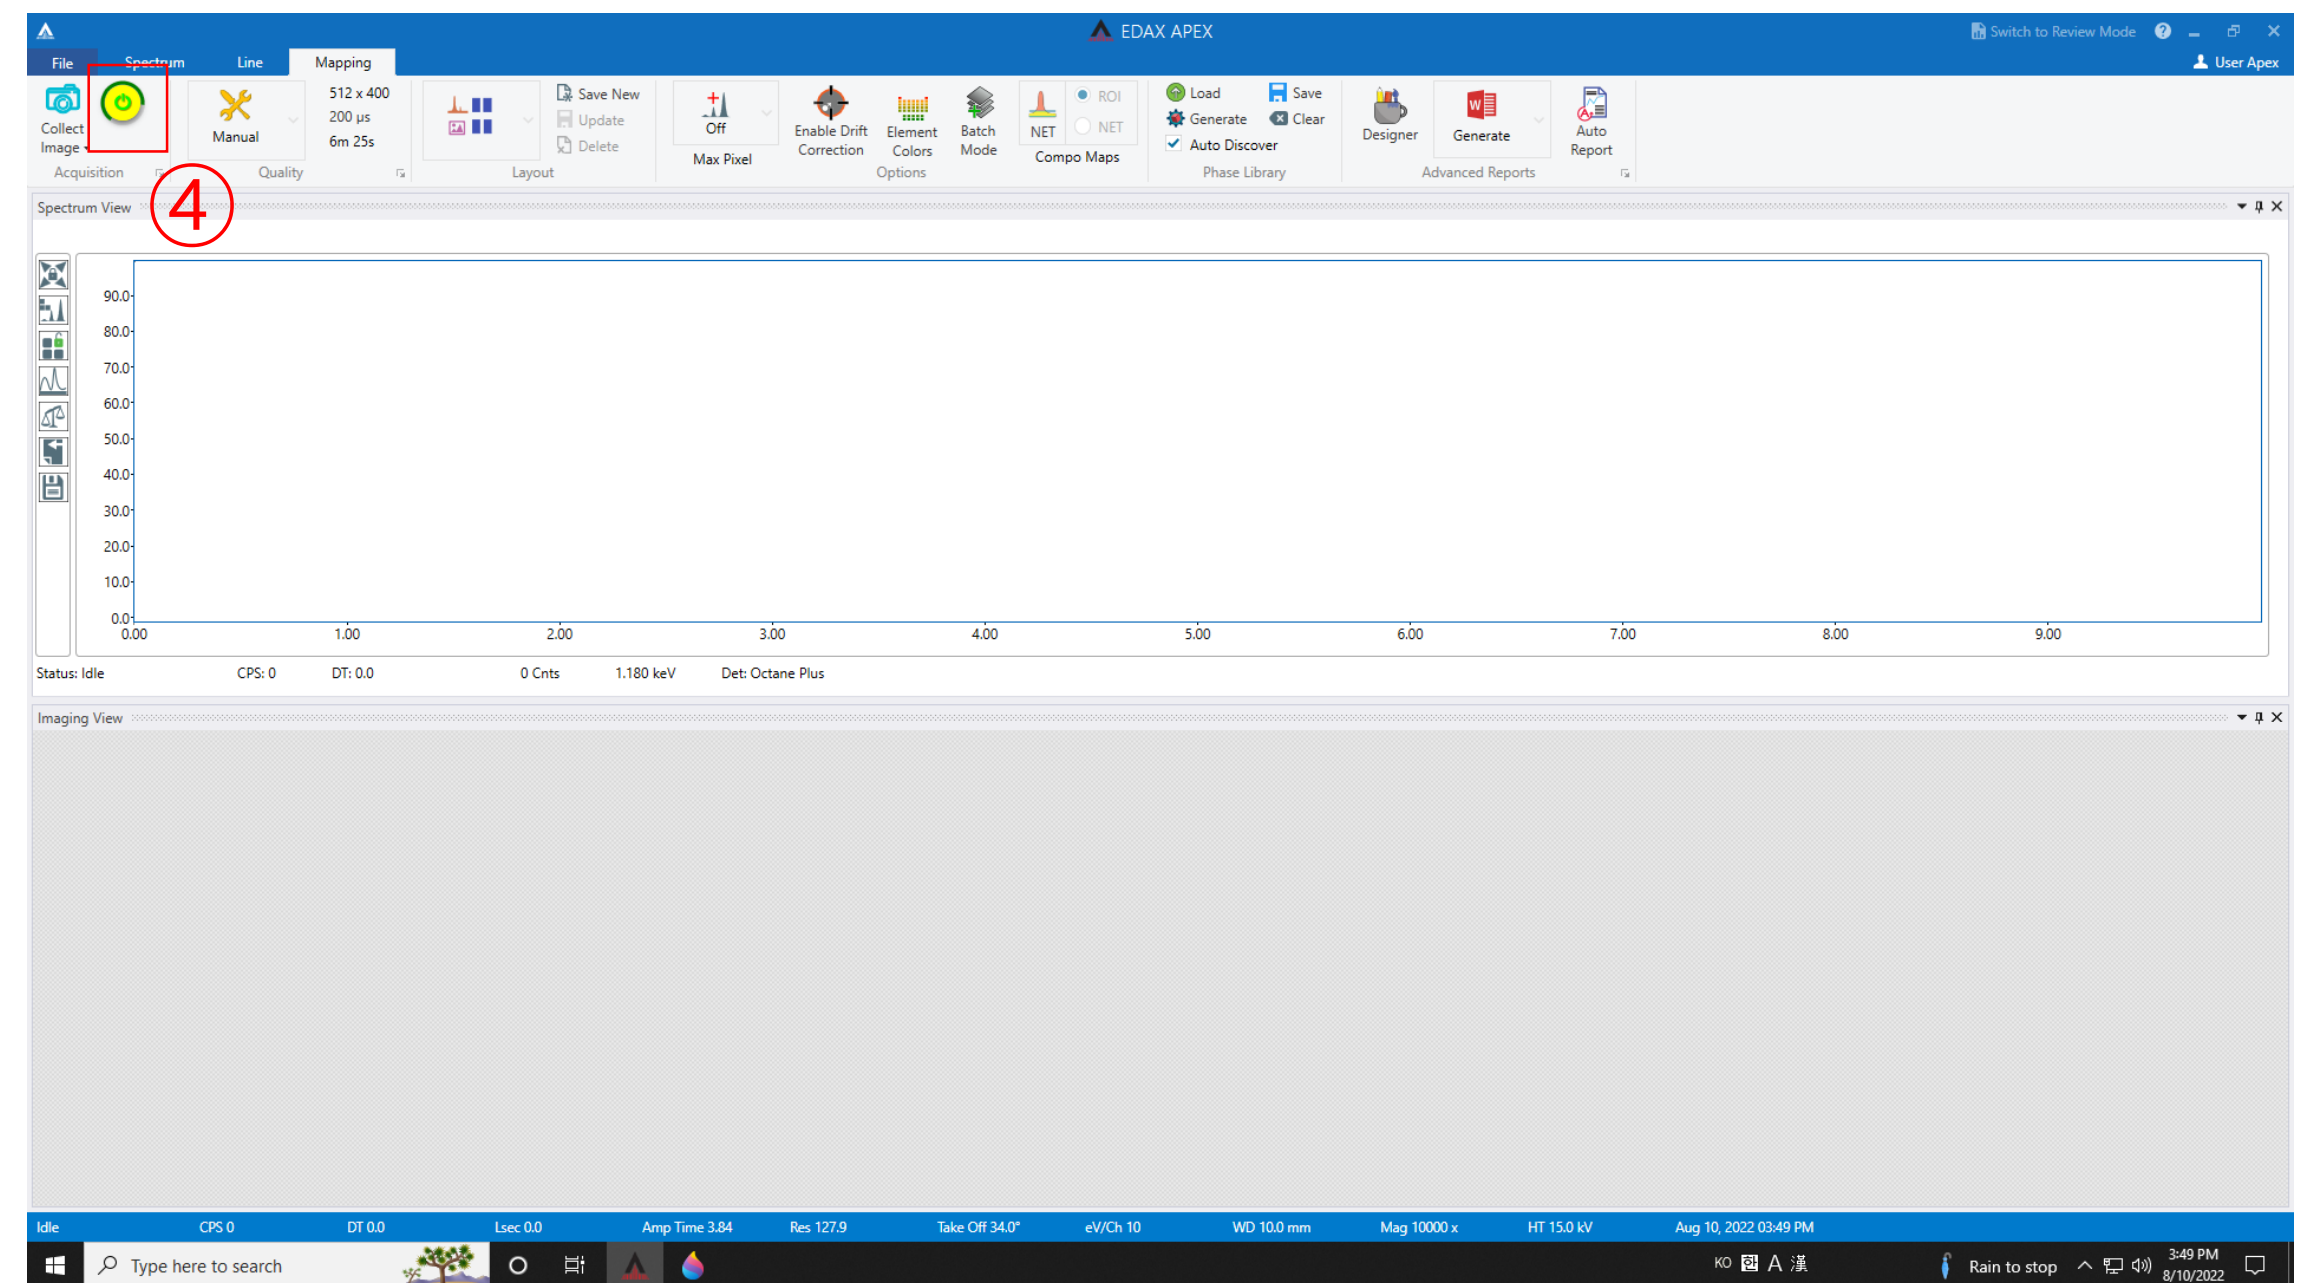 EDAX APEX
Switch to Review Mode
File Spectrum Line Mapping
User Apex
Collect Image
Manual
512 x 400
200 µs
6m 25s
Save New
Update
Delete
Off
Max Pixel
Enable Drift Correction
Element Colors
Batch Mode
NET
ROI
NET
Compo Maps
Load
Save
Generate
Clear
Auto Discover
Designer
Generate
Auto Report
Acquisition
Quality
Layout
Options
Phase Library
Advanced Reports
④
Spectrum View
90.0
80.0
70.0
60.0
50.0
40.0
30.0
20.0
10.0
0.0
0.00 1.00 2.00 3.00 4.00 5.00 6.00 7.00 8.00 9.00
Status: Idle CPS: 0 DT: 0.0 0 Cnts 1.180 keV Det: Octane Plus
Imaging View
Idle CPS 0 DT 0.0 Lsec 0.0 Amp Time 3.84 Res 127.9 Take Off 34.0° eV/Ch 10 WD 10.0 mm Mag 10000 x HT 15.0 kV Aug 10, 2022 03:49 PM
Type here to search
KO 한 A 漢
Rain to stop
3:49 PM
8/10/2022